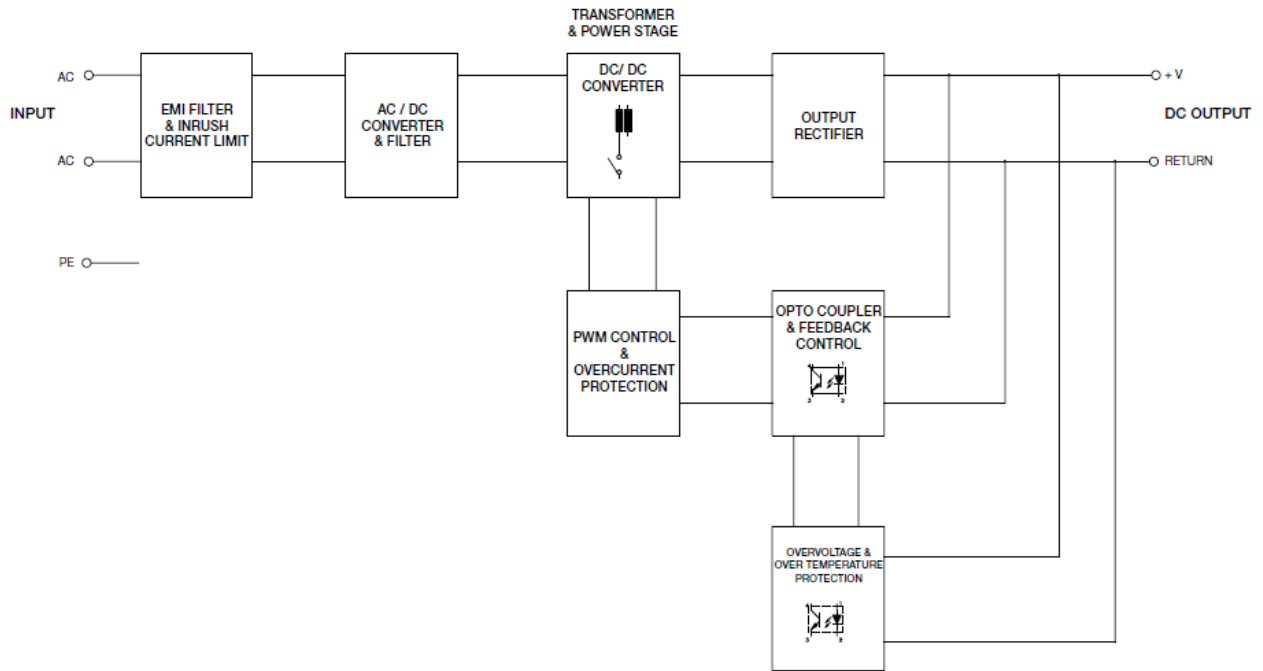 TRANSFORMER
& POWER STAGE
AC
INPUT
AC
PE
EMI FILTER
& INRUSH
CURRENT LIMIT
AC / DC
CONVERTER
& FILTER
DC/ DC
CONVERTER
OUTPUT
RECTIFIER
+ V
DC OUTPUT
RETURN
PWM CONTROL
&
OVERCURRENT
PROTECTION
OPTO COUPLER
& FEEDBACK
CONTROL
OVERVOLTAGE &
OVER TEMPERATURE
PROTECTION